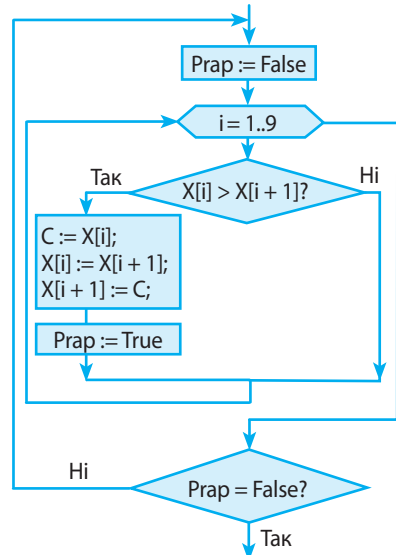 Prap := False
i = 1..9
Так
X[i] > X[i + 1]?
Ні
C := X[i];
X[i] := X[i + 1];
X[i + 1] := C;
Prap := True
Ні
Prap = False?
Так